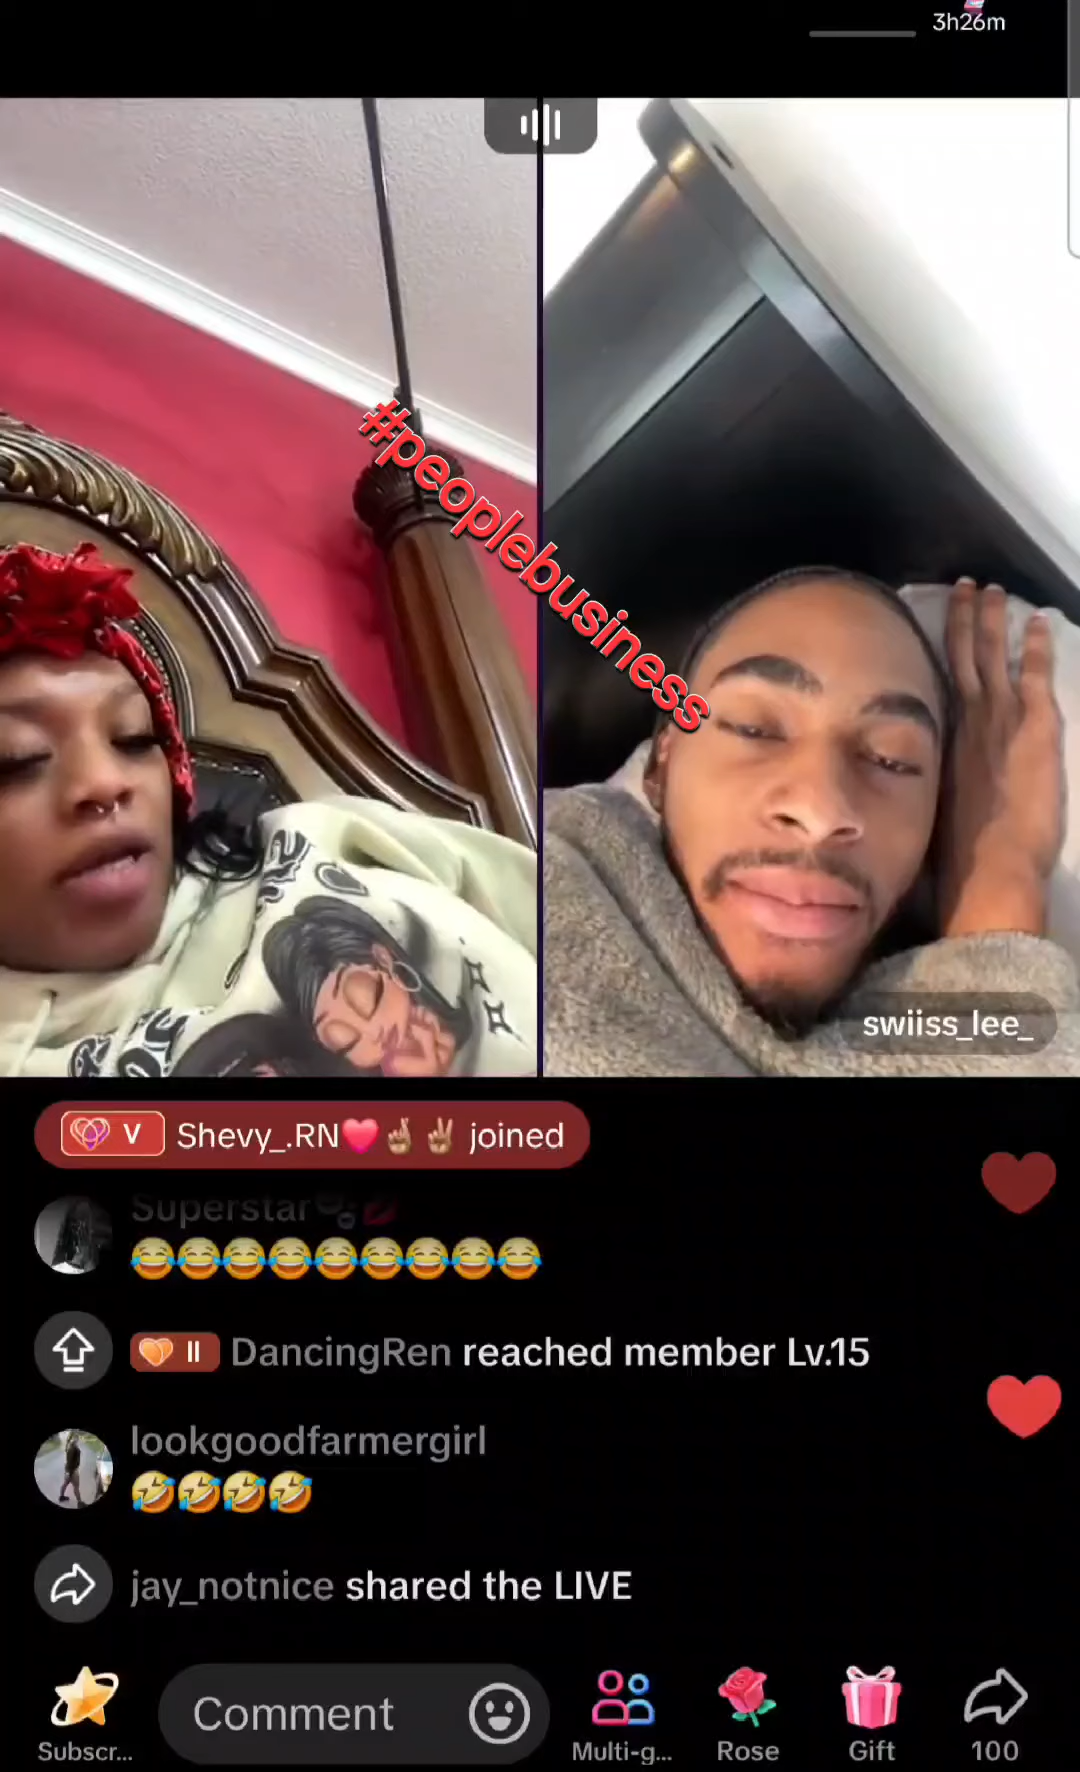 3h26m
#peoplebusiness
swiiss_lee_
V Shevy_.RN❤️🤞🏽✌🏽 joined
Superstar
😂😂😂😂😂😂😂😂😂
II DancingRen reached member Lv.15
lookgoodfarmergirl
🤣🤣🤣🤣
jay_notnice shared the LIVE
Comment
Subscr... Multi-g... Rose Gift 100